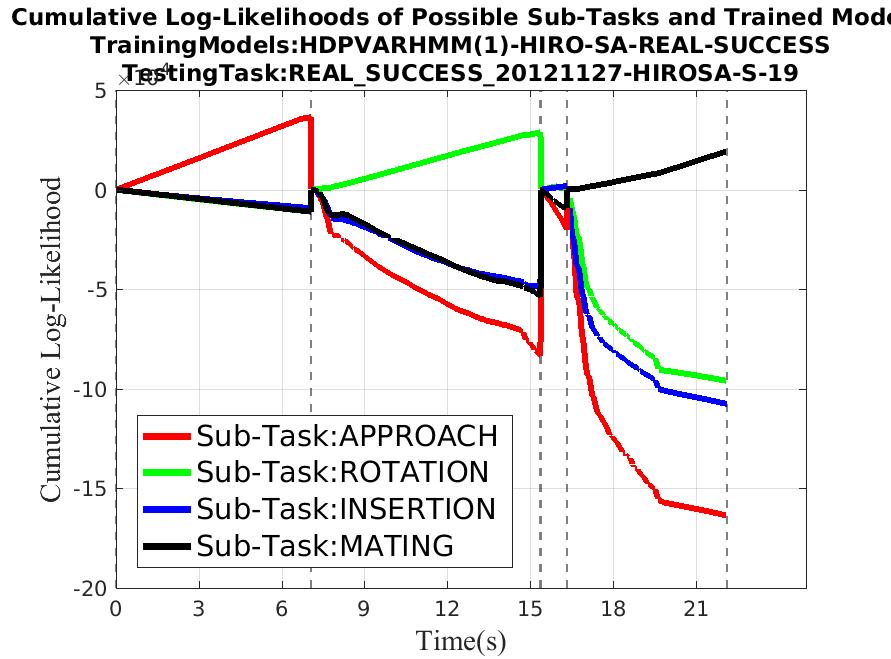 Cumulative Log-Likelihoods of Possible Sub-Tasks and Trained Mode
TrainingModels:HDPVARHMM(1)-HIRO-SA-REAL-SUCCESS
TestingTask:REAL_SUCCESS_20121127-HIROSA-S-19
×10⁴
5
0
-5
-10
-15
-20
Cumulative Log-Likelihood
Sub-Task:APPROACH
Sub-Task:ROTATION
Sub-Task:INSERTION
Sub-Task:MATING
0 3 6 9 12 15 18 21
Time(s)